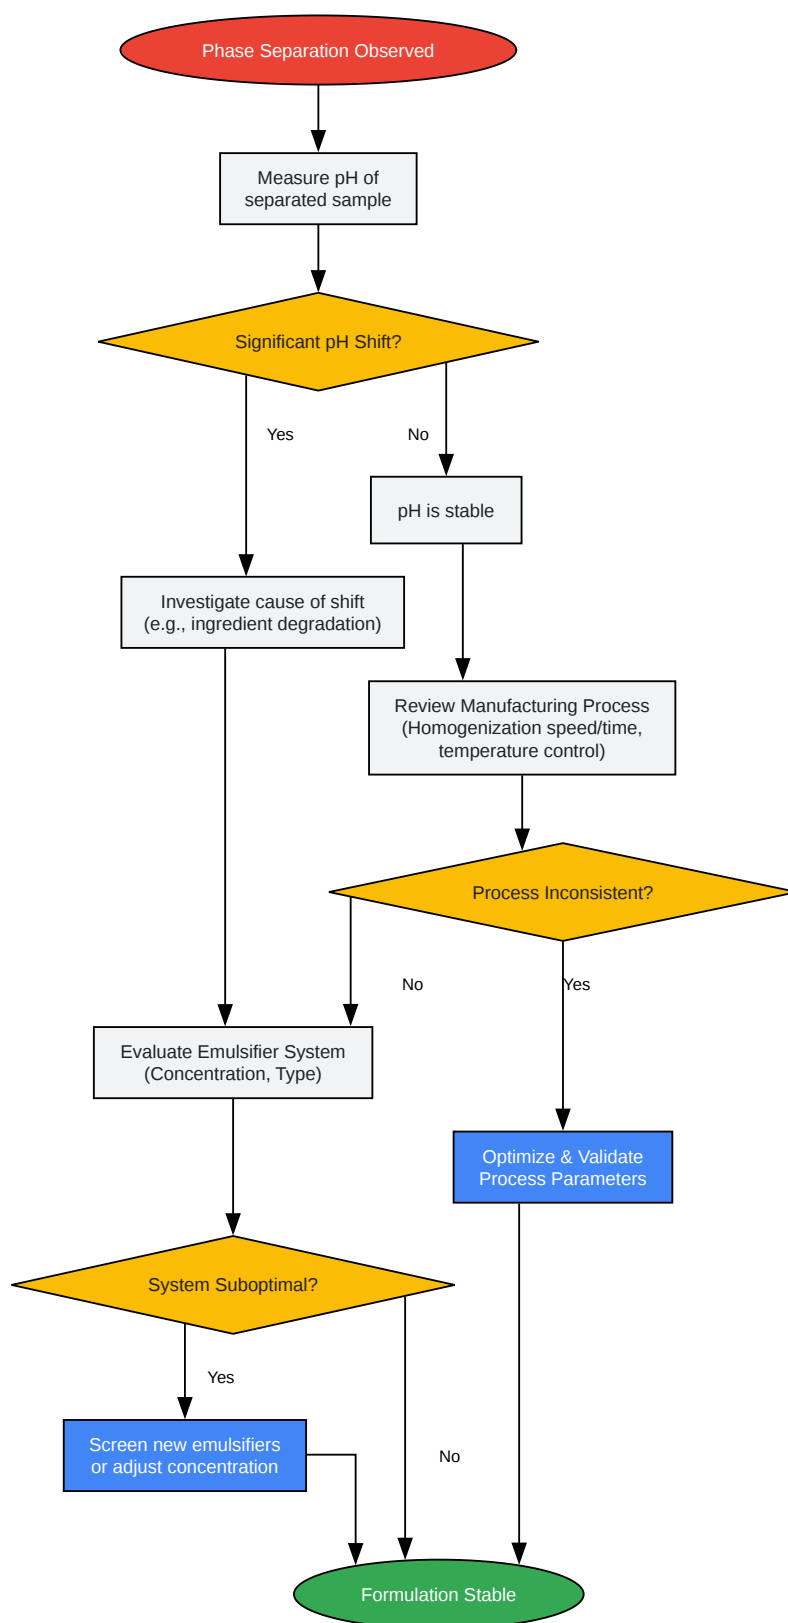 Phase Separation Observed
Measure pH of
separated sample
Significant pH Shift?
Yes
No
pH is stable
Investigate cause of shift
(e.g., ingredient degradation)
Review Manufacturing Process
(Homogenization speed/time,
temperature control)
Process Inconsistent?
No
Yes
Evaluate Emulsifier System
(Concentration, Type)
Optimize & Validate
Process Parameters
System Suboptimal?
Yes
Screen new emulsifiers
or adjust concentration
No
Formulation Stable